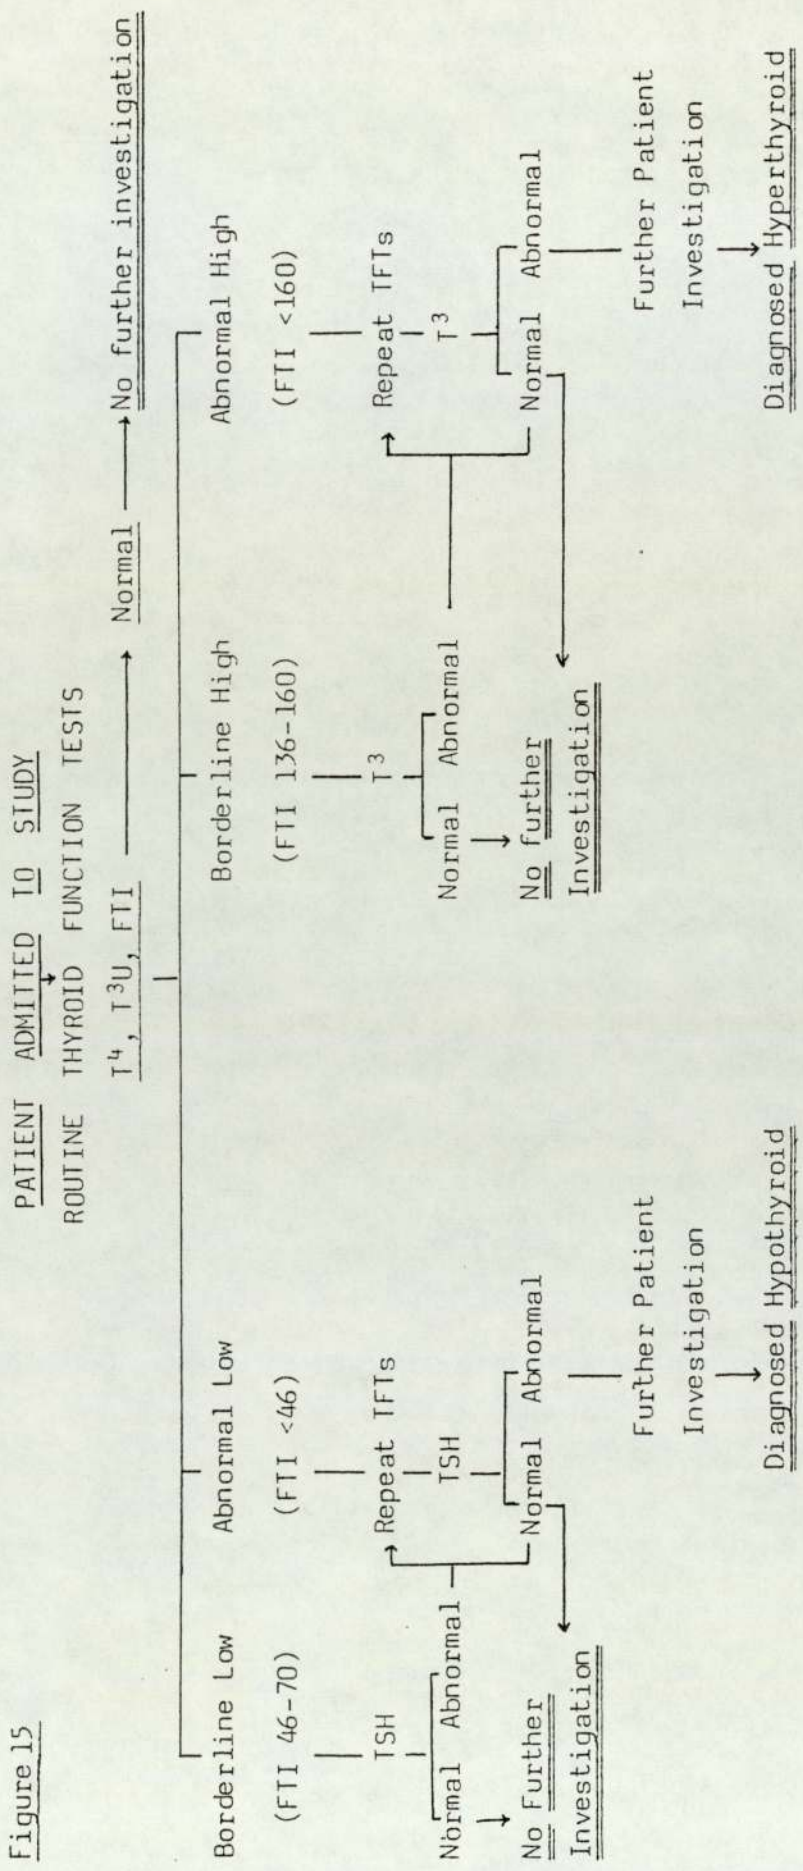 Figure 15
PATIENT ADMITTED TO STUDY
ROUTINE THYROID FUNCTION TESTS
T⁴, T³U, FTI
Normal
No further investigation
Borderline Low
(FTI 46-70)
TSH
Normal Abnormal
No Further
Investigation
Abnormal Low
(FTI <46)
Repeat TFTs
TSH
Normal Abnormal
Further Patient
Investigation
Diagnosed Hypothyroid
Borderline High
(FTI 136-160)
T³
Normal Abnormal
No further
Investigation
Abnormal High
(FTI <160)
Repeat TFTs
T³
Normal Abnormal
Further Patient
Investigation
Diagnosed Hyperthyroid